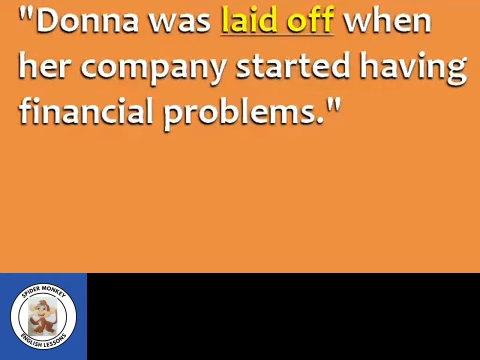 "Donna was laid off when
her company started having
financial problems."
SPIDER MONKEY
ENGLISH LESSONS